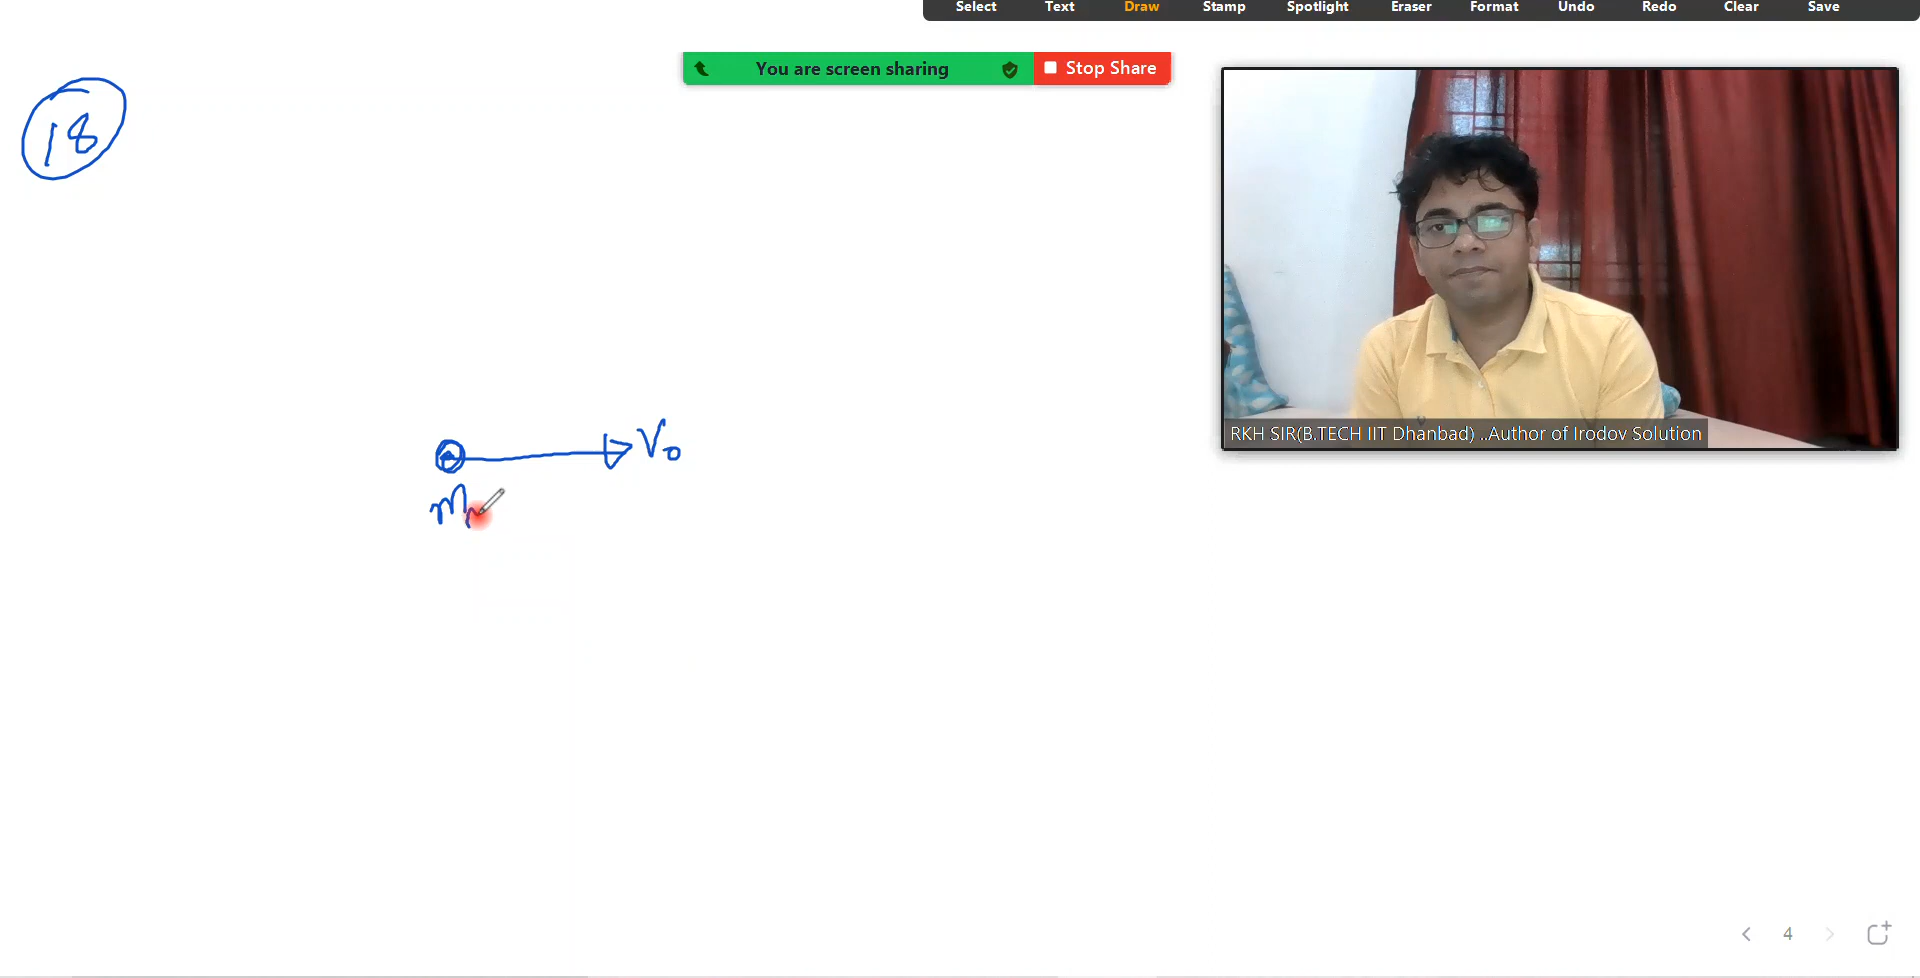 Select Text Draw Stamp Spotlight Eraser Format Undo Redo Clear Save
You are screen sharing Stop Share
18
V₀
RKH SIR(B.TECH IIT Dhanbad) ..Author of Irodov Solution
m
4